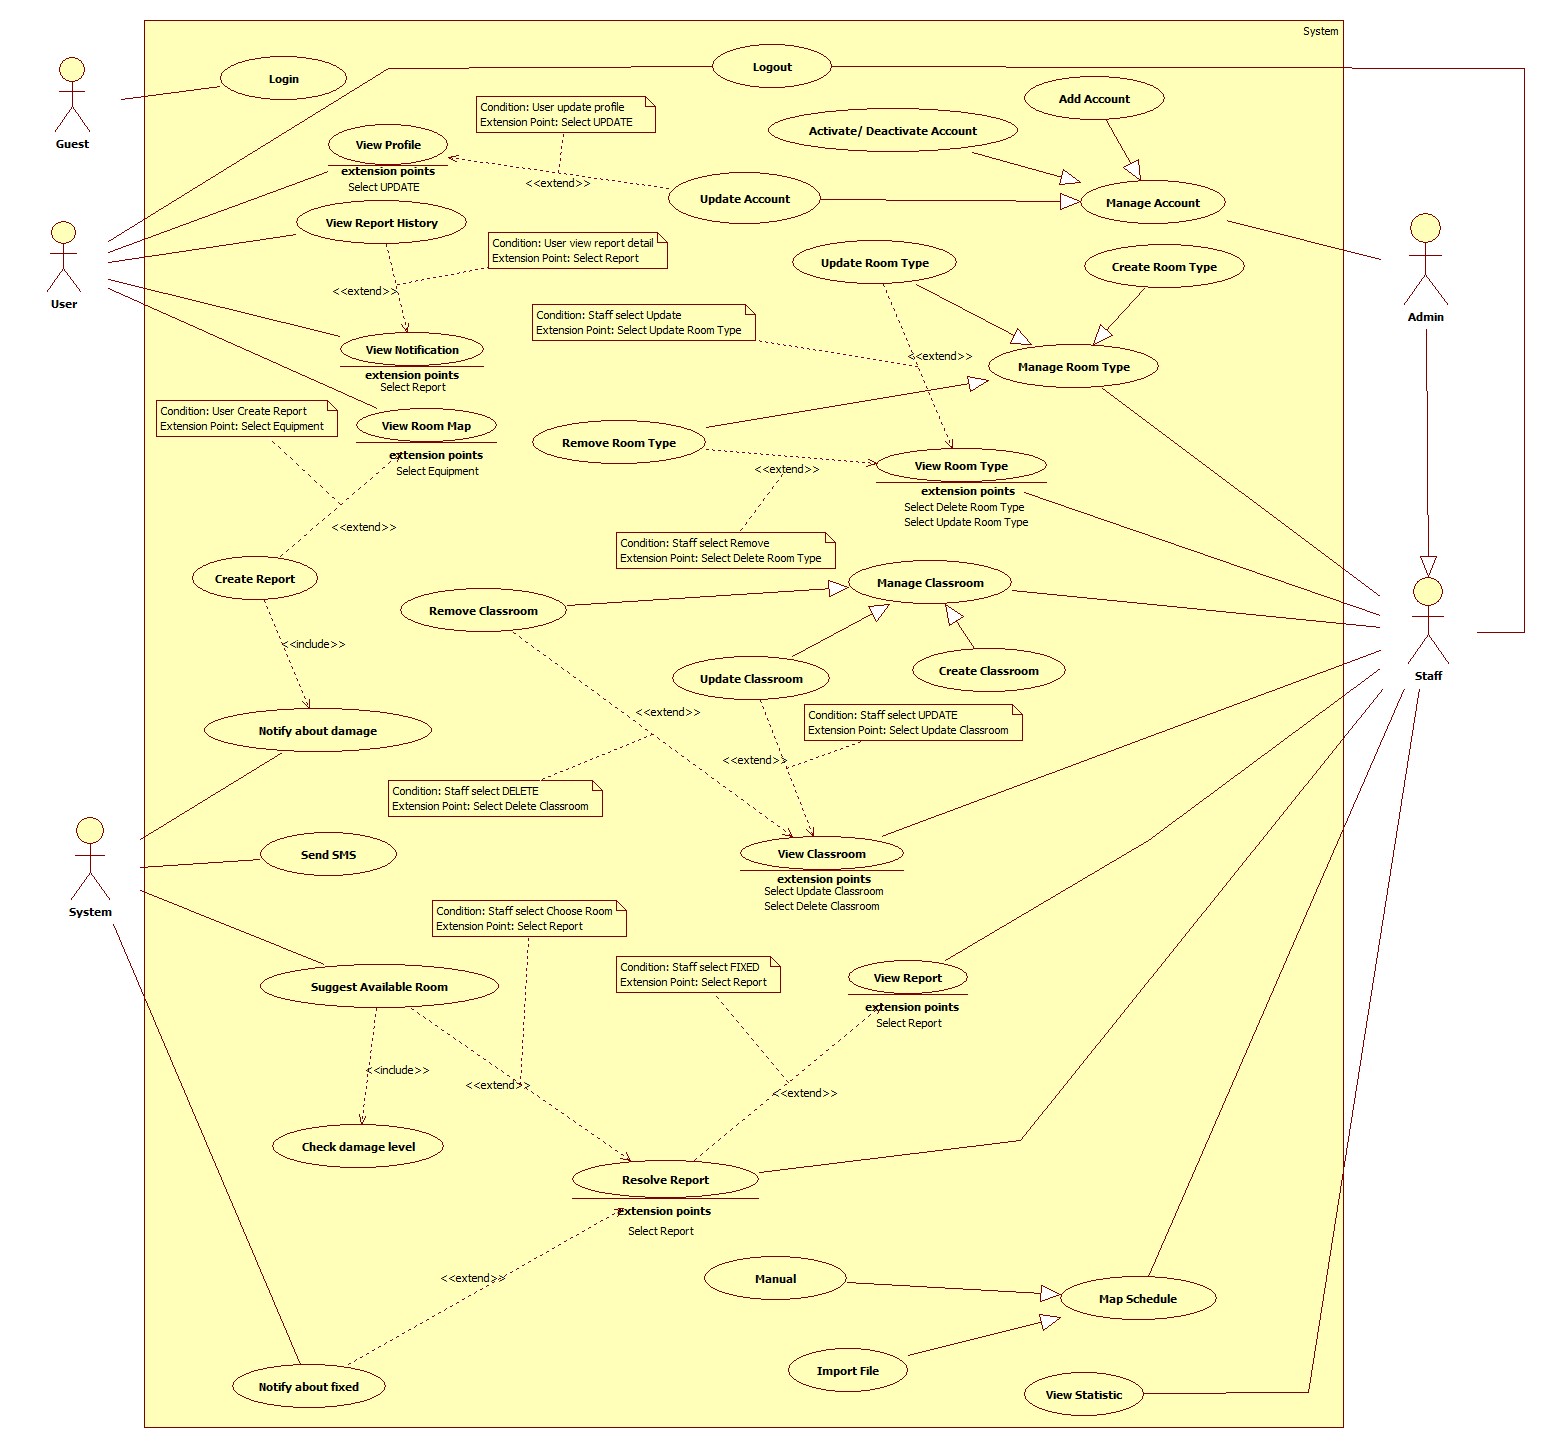 System
Guest
Login
Logout
Add Account
Condition: User update profile
Extension Point: Select UPDATE
Activate/ Deactivate Account
View Profile
extension points
Select UPDATE
<<extend>>
Update Account
Manage Account
View Report History
User
Admin
Condition: User view report detail
Extension Point: Select Report
Update Room Type
Create Room Type
<<extend>>
Condition: Staff select Update
Extension Point: Select Update Room Type
View Notification
extension points
Select Report
<<extend>>
Manage Room Type
Condition: User Create Report
Extension Point: Select Equipment
View Room Map
extension points
Select Equipment
Remove Room Type
<<extend>>
View Room Type
extension points
Select Delete Room Type
Select Update Room Type
<<extend>>
Condition: Staff select Remove
Extension Point: Select Delete Room Type
Create Report
Remove Classroom
Manage Classroom
<<include>>
Update Classroom
Create Classroom
Staff
<<extend>>
Condition: Staff select UPDATE
Extension Point: Select Update Classroom
Notify about damage
<<extend>>
Condition: Staff select DELETE
Extension Point: Select Delete Classroom
Send SMS
View Classroom
extension points
Select Update Classroom
Select Delete Classroom
System
Condition: Staff select Choose Room
Extension Point: Select Report
Condition: Staff select FIXED
Extension Point: Select Report
View Report
extension points
Select Report
Suggest Available Room
<<include>>
<<extend>>
<<extend>>
Check damage level
Resolve Report
extension points
Select Report
<<extend>>
Manual
Map Schedule
Import File
Notify about fixed
View Statistic